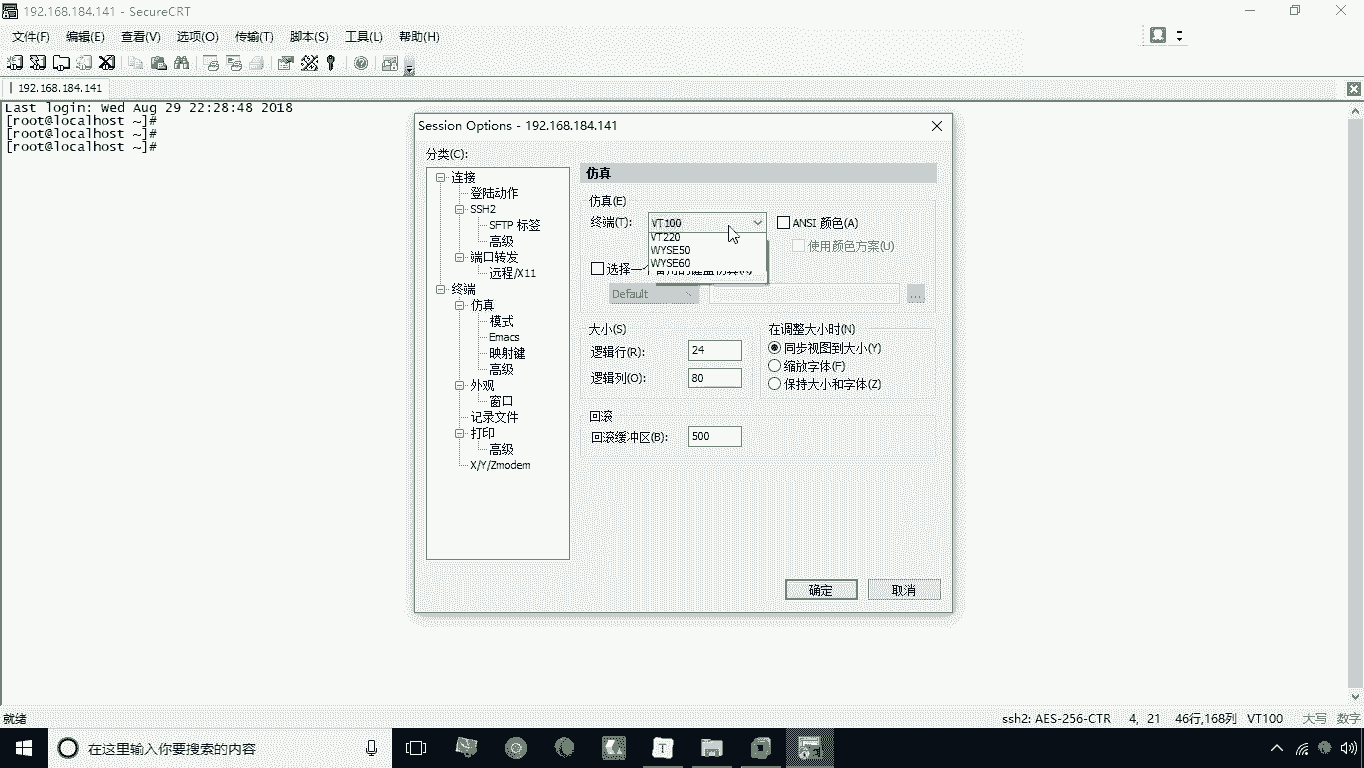 192.168.184.141 - SecureCRT
文件(F) 编辑(E) 查看(V) 选项(O) 传输(T) 脚本(S) 工具(L) 帮助(H)
192.168.184.141
Last login: Wed Aug 29 22:28:48 2018
[root@localhost ~]#
[root@localhost ~]#
[root@localhost ~]#
Session Options - 192.168.184.141
分类(C):
连接
登陆动作
SSH2
SFTP 标签
高级
端口转发
远程/X11
终端
仿真
模式
Emacs
映射键
高级
外观
窗口
记录文件
打印
高级
X/Y/Zmodem
仿真
仿真(E)
终端(T): VT100
ANSI 颜色(A)
VT220
WYSE50
WYSE60
使用颜色方案(U)
选择一
Default
...
大小(S)
逻辑行(R): 24
逻辑列(O): 80
在调整大小时(N)
同步视图到大小(Y)
缩放字体(F)
保持大小和字体(Z)
回滚
回滚缓冲区(B): 500
确定 取消
就绪 ssh2: AES-256-CTR 4, 21 46行,168列 VT100 大写 数字
在这里输入你要搜索的内容